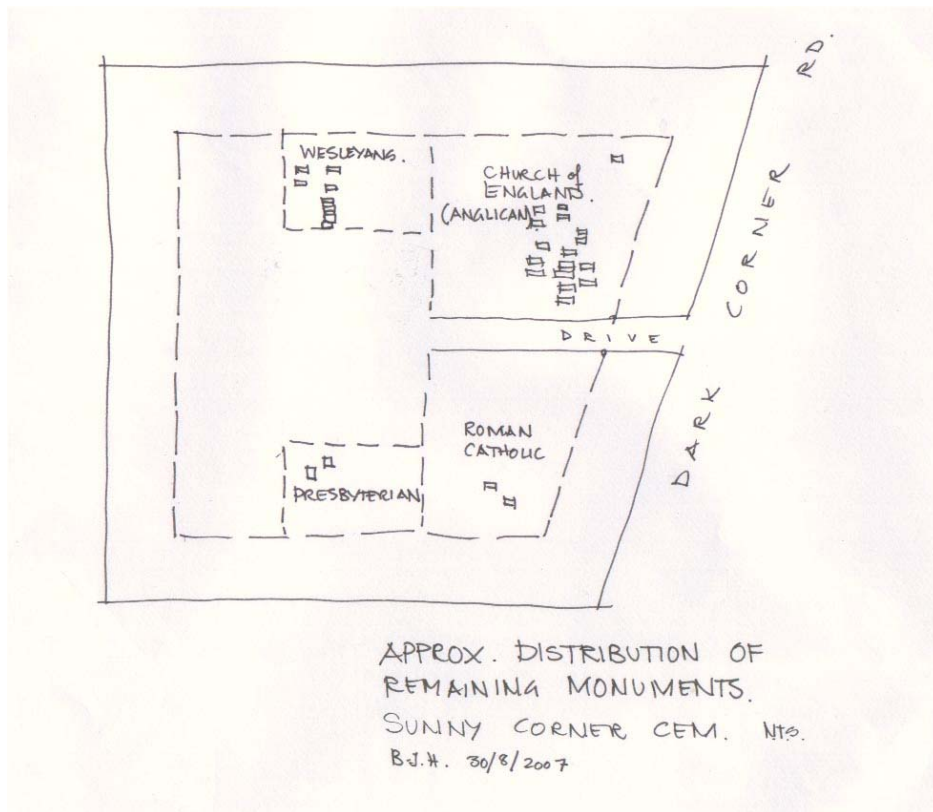 WESLEYANS.
CHURCH of
ENGLAND.
(ANGLICAN)
DRIVE
DARK CORNER RD.
ROMAN
CATHOLIC
PRESBYTERIAN
APPROX. DISTRIBUTION OF
REMAINING MONUMENTS.
SUNNY CORNER CEM. NTS.
B.J.H. 30/8/2007